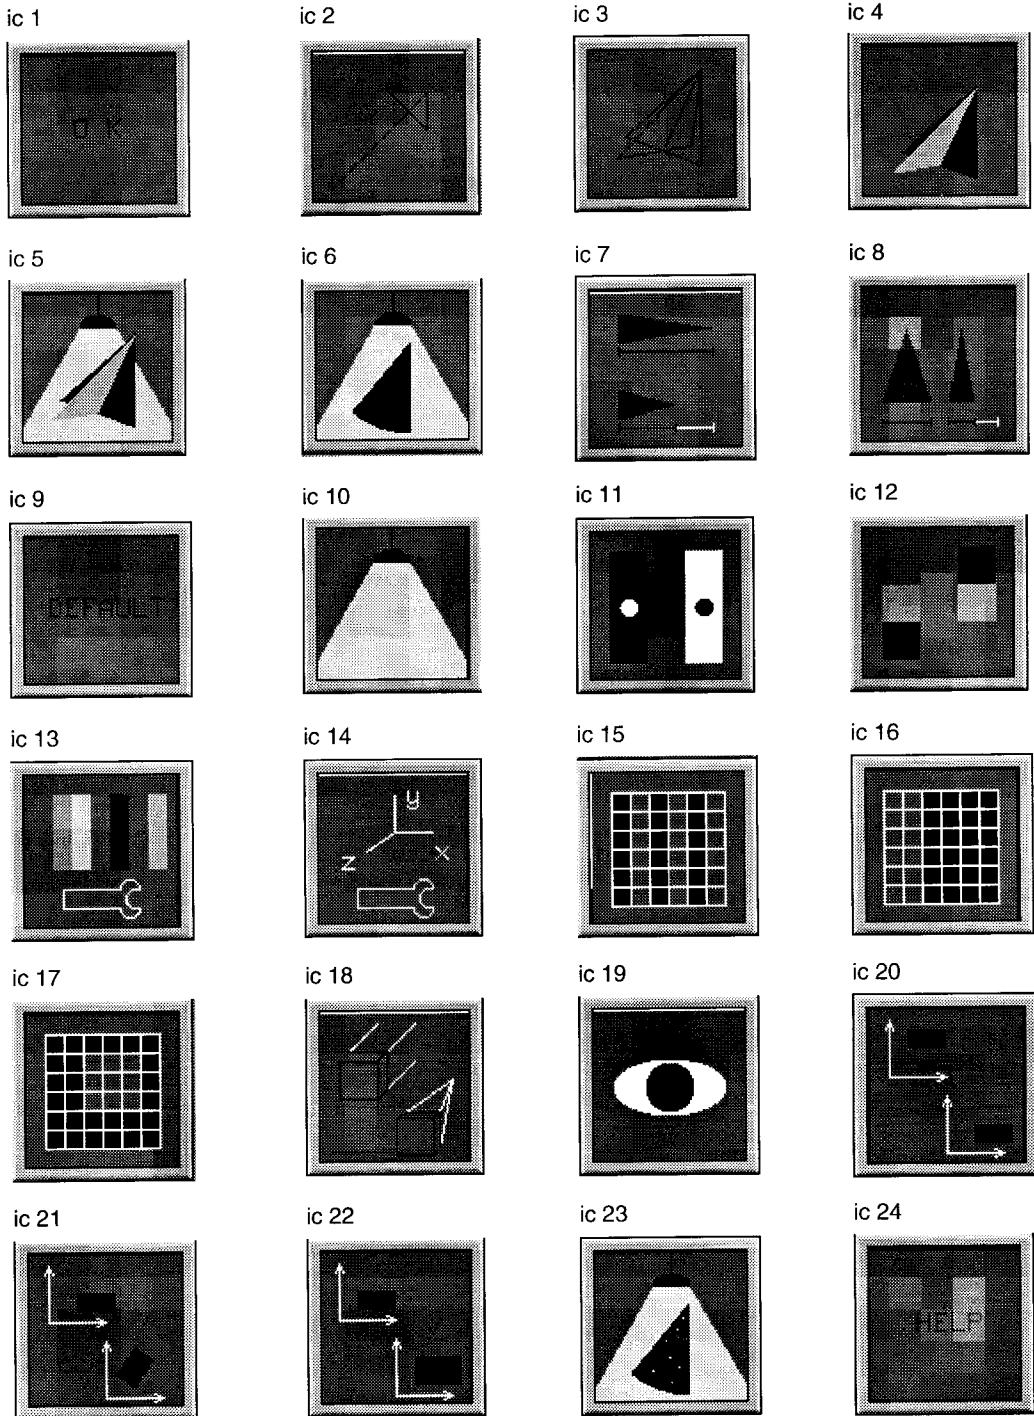 ic 1 ic 2 ic 3 ic 4
O K
ic 5 ic 6 ic 7 ic 8
ic 9 ic 10 ic 11 ic 12
DEFAULT
ic 13 ic 14 ic 15 ic 16
y
z x
ic 17 ic 18 ic 19 ic 20
ic 21 ic 22 ic 23 ic 24
HELP